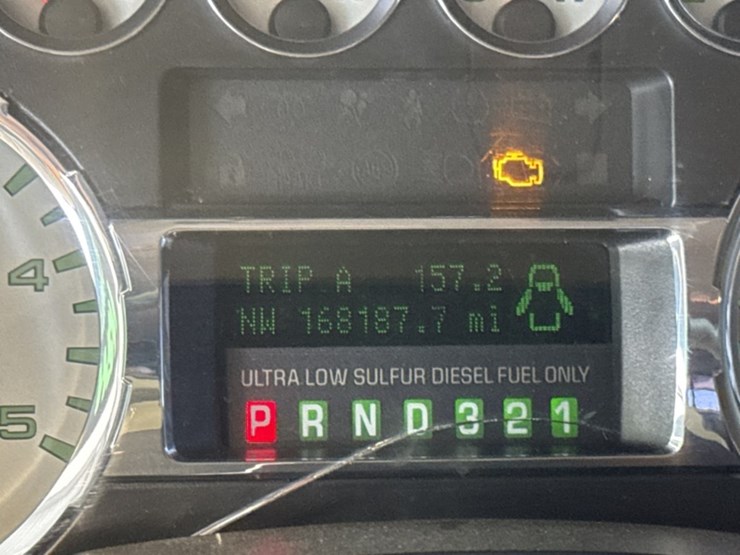 4
TRIP A 157.2
NW 168187.7 mi
ULTRA LOW SULFUR DIESEL FUEL ONLY
5
P R N D 3 2 1